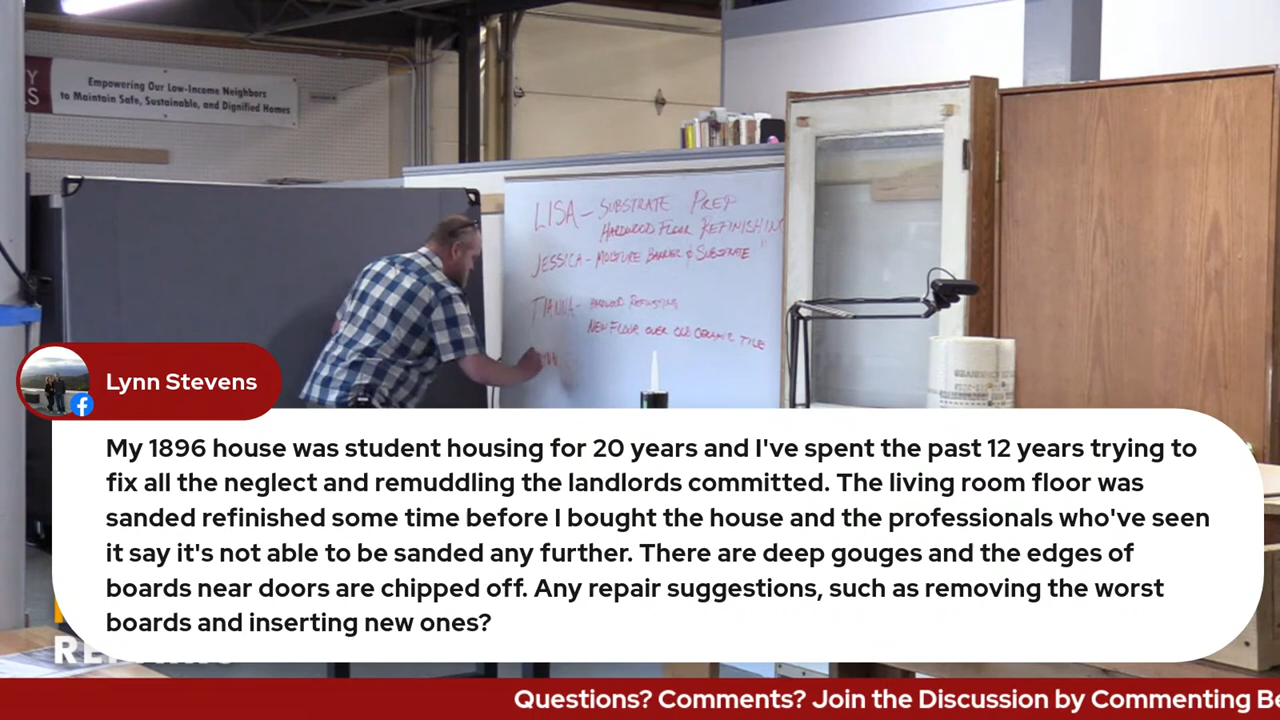 Y
S
Empowering Our Low-Income Neighbors
to Maintain Safe, Sustainable, and Dignified Homes
LISA - SUBSTRATE PREP
HARDWOOD FLOOR REFINISHING
JESSICA - MOISTURE BARRIER & SUBSTRATE "
TIANNA - HARDWOOD REFINISHING
NEW FLOOR OVER OLD CERAMIC TILE
Lynn Stevens
My 1896 house was student housing for 20 years and I've spent the past 12 years trying to
fix all the neglect and remuddling the landlords committed. The living room floor was
sanded refinished some time before I bought the house and the professionals who've seen
it say it's not able to be sanded any further. There are deep gouges and the edges of
boards near doors are chipped off. Any repair suggestions, such as removing the worst
boards and inserting new ones?
Questions? Comments? Join the Discussion by Commenting Be